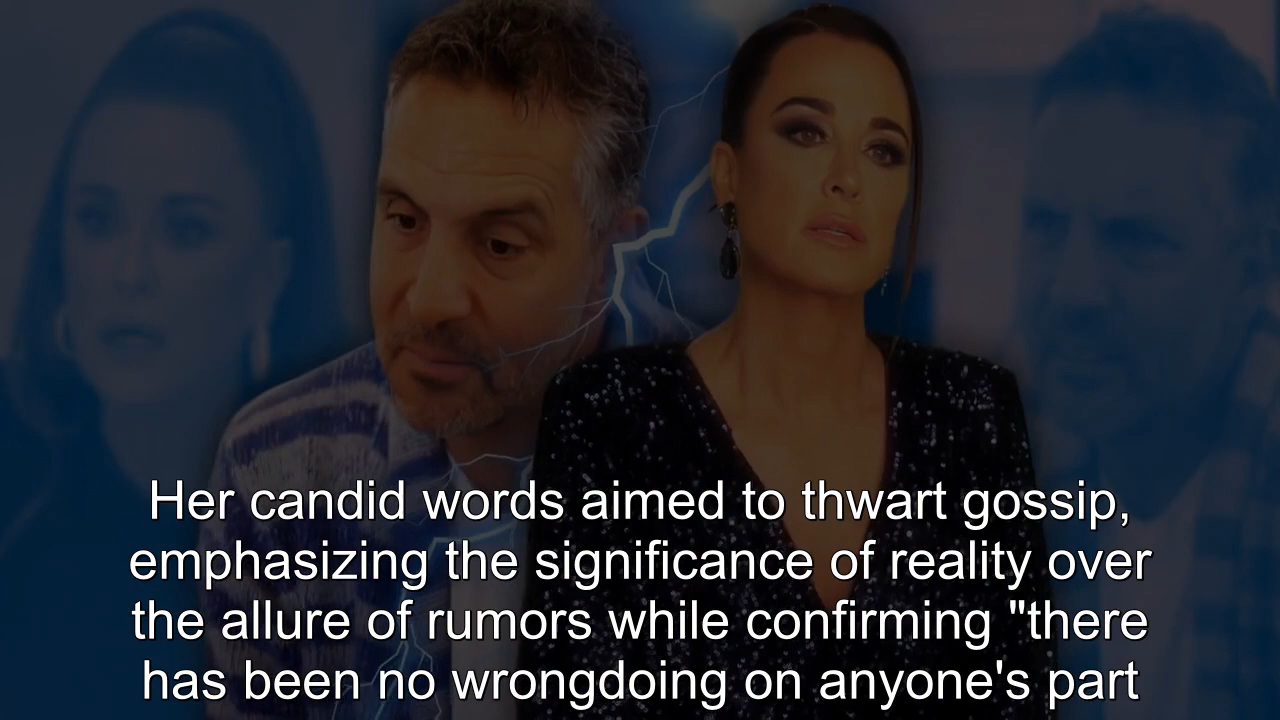 Her candid words aimed to thwart gossip,
emphasizing the significance of reality over
the allure of rumors while confirming "there
has been no wrongdoing on anyone's part